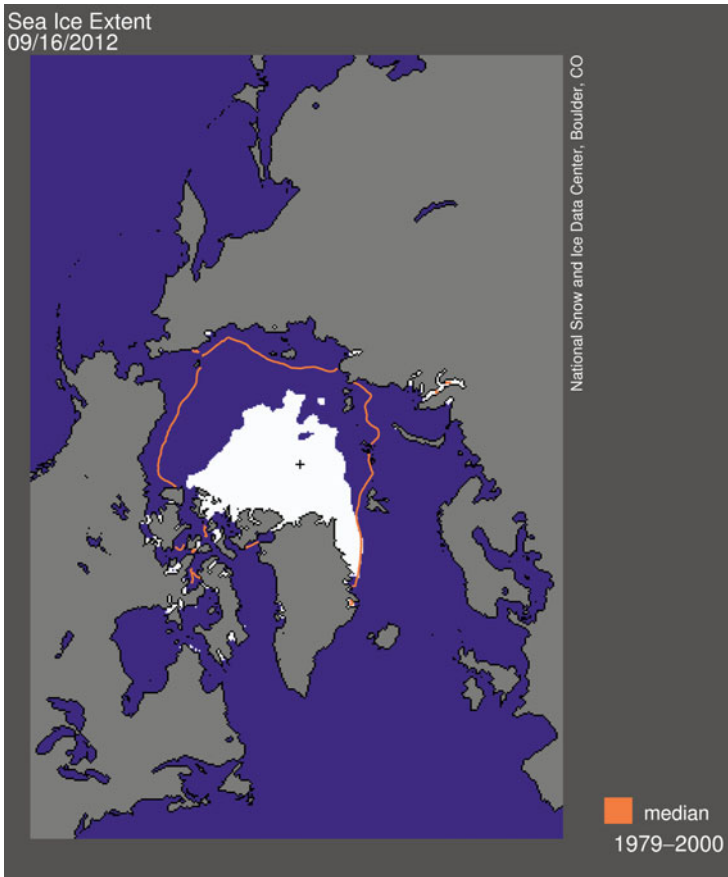 Sea Ice Extent
09/16/2012
National Snow and Ice Data Center, Boulder, CO
median
1979–2000